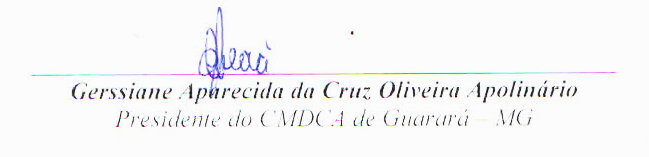 Gerssiane Aparecida da Cruz Oliveira Apolinário
Presidente do CMDCA de Guarará – MG